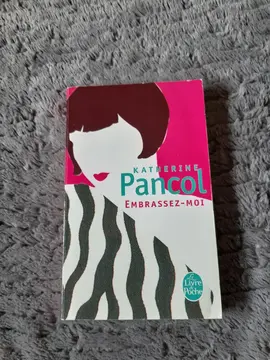 KATHERINE
Pancol
EMBRASSEZ-MOI
Le
Livre
de
Poche